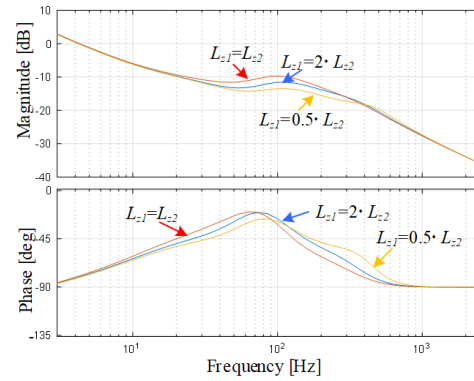 10
0
-10
-20
-30
-40
Magnitude [dB]
Lz1=Lz2
Lz1=2· Lz2
Lz1=0.5· Lz2
0
-45
-90
-135
Phase [deg]
Lz1=Lz2
Lz1=2· Lz2
Lz1=0.5· Lz2
10^1
10^2
10^3
Frequency [Hz]